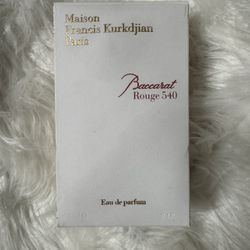 Maison
Francis Kurkdjian
Paris
Baccarat
Rouge 540
Eau de parfum